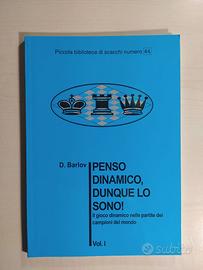 Piccola biblioteca di scacchi numero 44
D. Barlov
PENSO
DINAMICO,
DUNQUE LO
SONO!
Il gioco dinamico nelle partite dei
campioni del mondo
Vol. I
subito